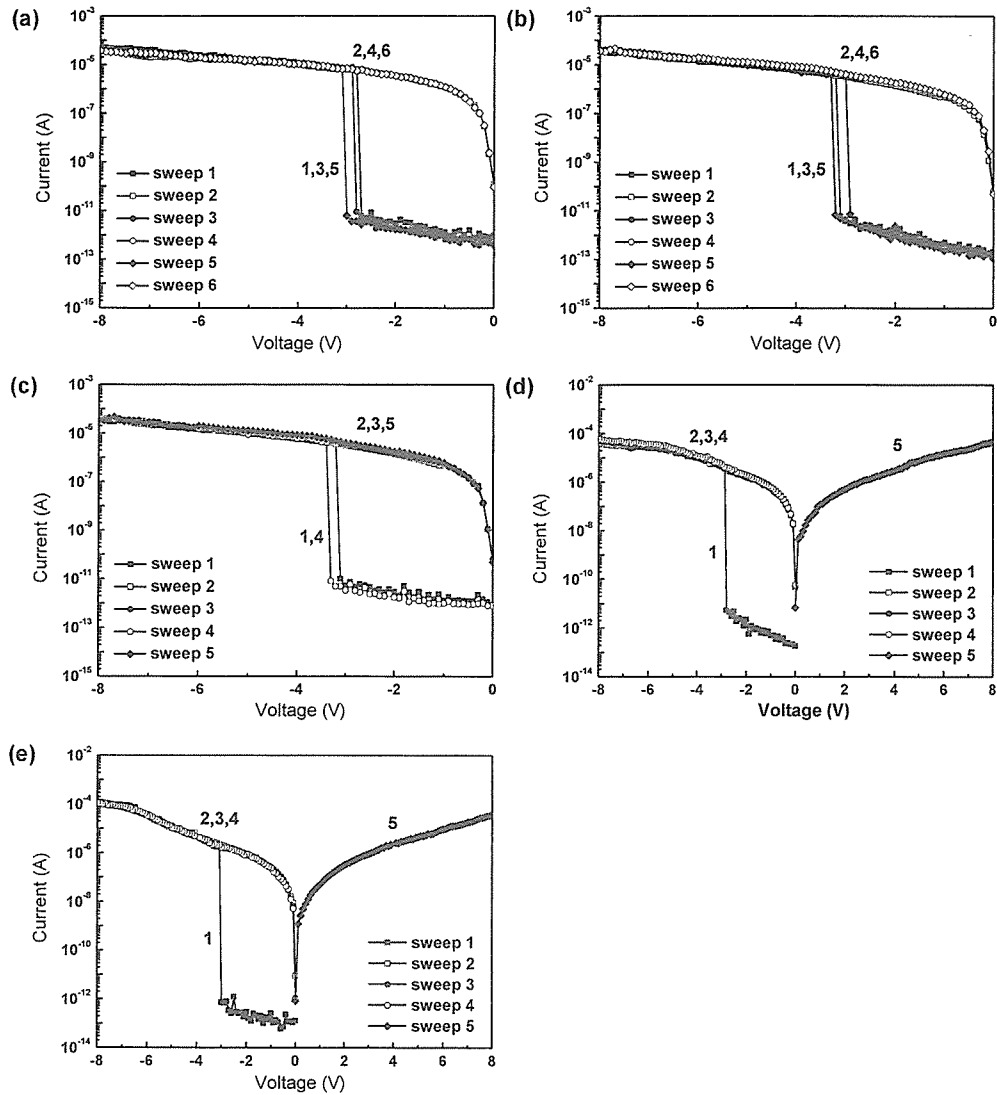 (a)
10⁻³
10⁻⁵
10⁻⁷
10⁻⁹
10⁻¹¹
10⁻¹³
10⁻¹⁵
Current (A)
2,4,6
1,3,5
sweep 1
sweep 2
sweep 3
sweep 4
sweep 5
sweep 6
-8 -6 -4 -2 0
Voltage (V)
(b)
10⁻³
10⁻⁵
10⁻⁷
10⁻⁹
10⁻¹¹
10⁻¹³
10⁻¹⁵
Current (A)
2,4,6
1,3,5
sweep 1
sweep 2
sweep 3
sweep 4
sweep 5
sweep 6
-8 -6 -4 -2 0
Voltage (V)
(c)
10⁻³
10⁻⁵
10⁻⁷
10⁻⁹
10⁻¹¹
10⁻¹³
10⁻¹⁵
Current (A)
2,3,5
1,4
sweep 1
sweep 2
sweep 3
sweep 4
sweep 5
-8 -6 -4 -2 0
Voltage (V)
(d)
10⁻²
10⁻⁴
10⁻⁶
10⁻⁸
10⁻¹⁰
10⁻¹²
10⁻¹⁴
Current (A)
2,3,4
5
1
sweep 1
sweep 2
sweep 3
sweep 4
sweep 5
-8 -6 -4 -2 0 2 4 6 8
Voltage (V)
(e)
10⁻²
10⁻⁴
10⁻⁶
10⁻⁸
10⁻¹⁰
10⁻¹²
10⁻¹⁴
Current (A)
2,3,4
5
1
sweep 1
sweep 2
sweep 3
sweep 4
sweep 5
-8 -6 -4 -2 0 2 4 6 8
Voltage (V)